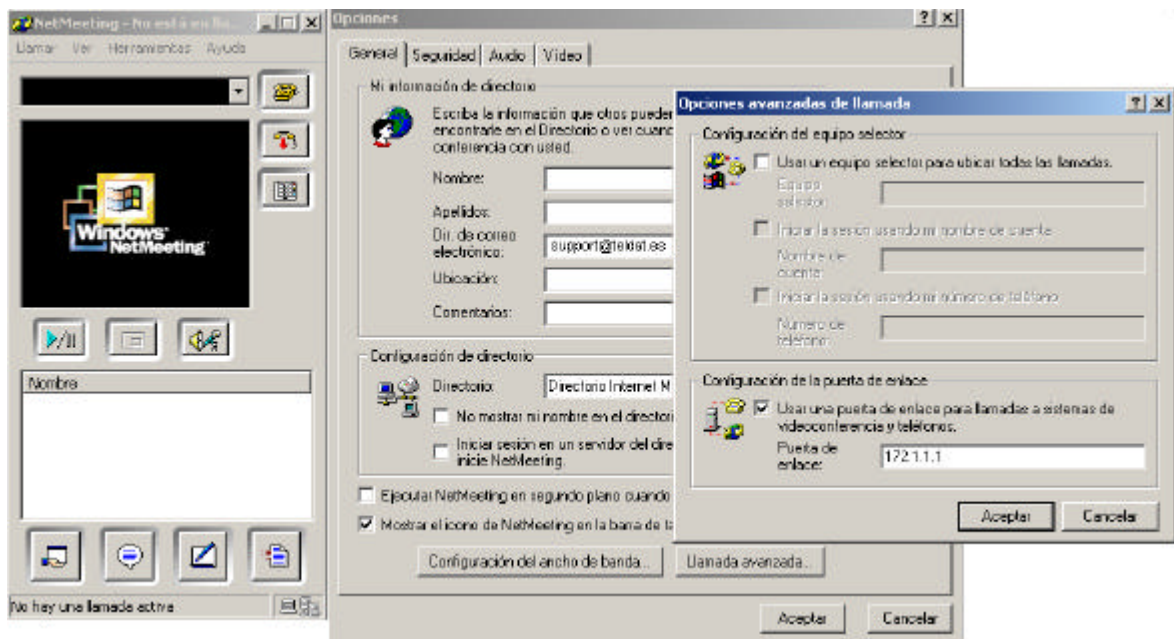 NetMeeting - No está en lla...
Llamar Ver Herramientas Ayuda
Windows
NetMeeting
Nombre
No hay una llamada activa
Opciones
General
Seguridad
Audio
Vídeo
Mi información de directorio
Escriba la información que otros pueden
encontrarle en el Directorio o ver cuando
conferencia con usted.
Nombre:
Apellidos:
Dir. de correo
electrónico:
support@teldat.es
Ubicación:
Comentarios:
Configuración de directorio
Directorio:
Directorio Internet M
No mostrar mi nombre en el directori
Iniciar sesión en un servidor del dire
inicie NetMeeting.
Ejecutar NetMeeting en segundo plano cuando
Mostrar el icono de NetMeeting en la barra de ta
Configuración del ancho de banda...
Llamada avanzada...
Aceptar
Cancelar
Opciones avanzadas de llamada
Configuración del equipo selector
Usar un equipo selector para ubicar todas las llamadas.
Equipo
selector:
Iniciar la sesión usando mi nombre de cuenta
Nombre de
cuenta:
Iniciar la sesión usando mi número de teléfono
Número de
teléfono:
Configuración de la puerta de enlace
Usar una puerta de enlace para llamadas a sistemas de
videoconferencia y teléfonos.
Puerta de
enlace:
172.1.1.1
Aceptar
Cancelar